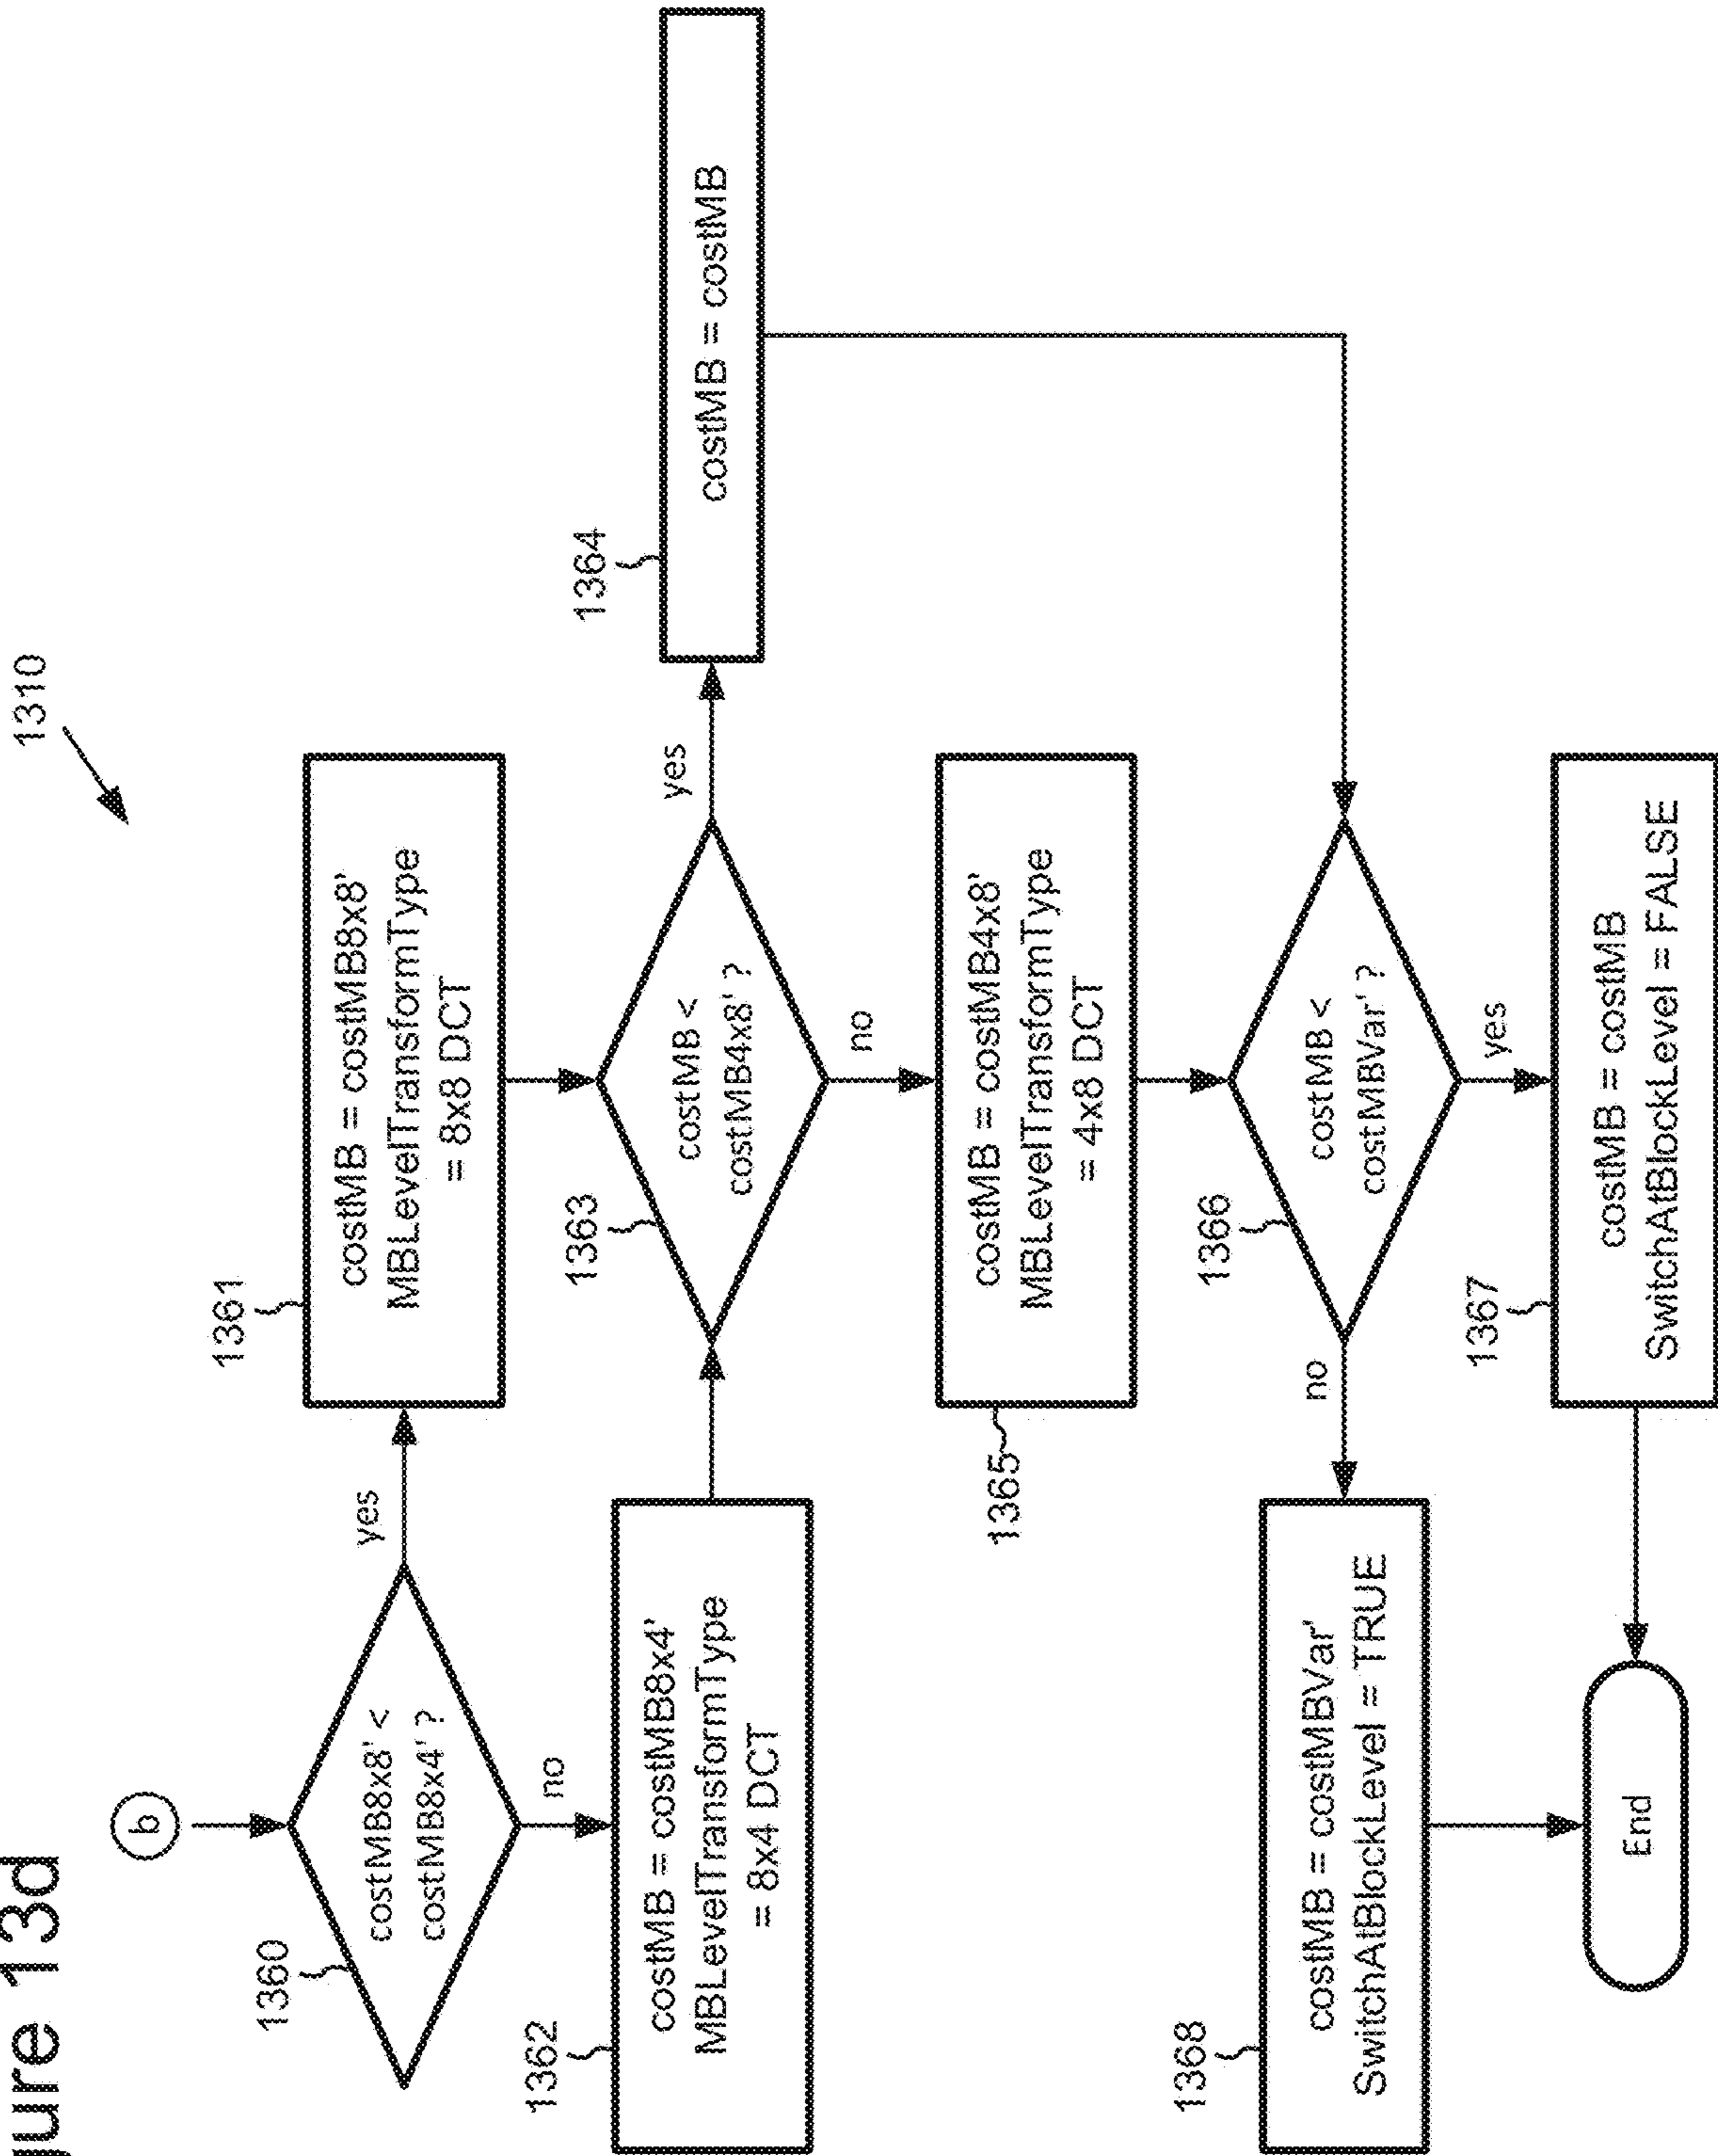 gure 13d
1310
b
1360
costMB8x8' <
costMB8x4' ?
yes
no
1361
costMB = costMB8x8'
MBLevelTransformType
= 8x8 DCT
1362
costMB = costMB8x4'
MBLevelTransformType
= 8x4 DCT
1363
costMB <
costMB4x8' ?
yes
no
1364
costMB = costMB
1365
costMB = costMB4x8'
MBLevelTransformType
= 4x8 DCT
1366
costMB <
costMBVar' ?
no
yes
1368
costMB = costMBVar'
SwitchAtBlockLevel = TRUE
1367
costMB = costMB
SwitchAtBlockLevel = FALSE
End